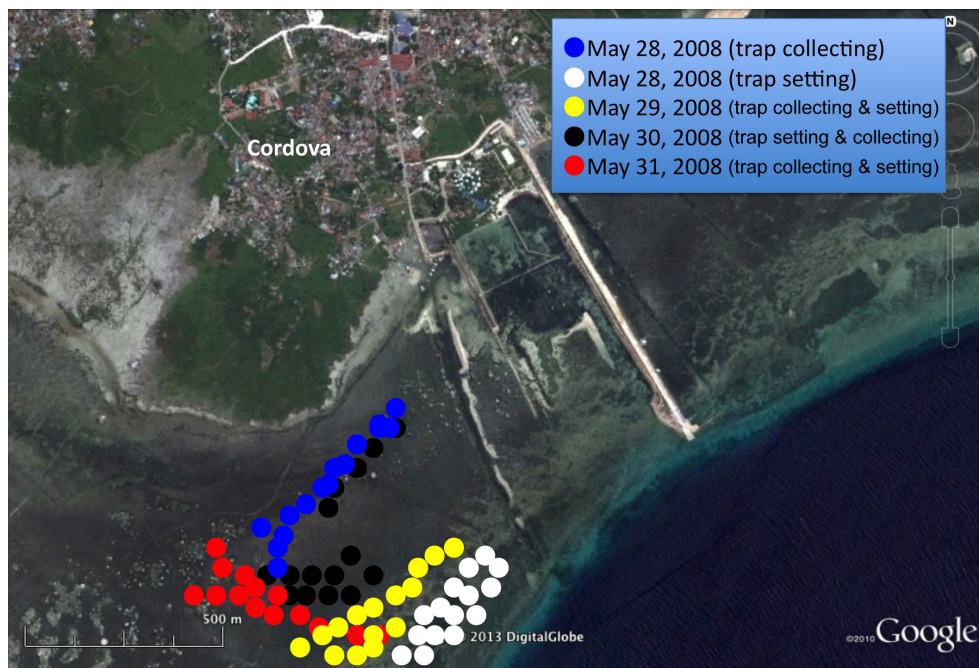 N
May 28, 2008 (trap collecting)
May 28, 2008 (trap setting)
May 29, 2008 (trap collecting & setting)
May 30, 2008 (trap setting & collecting)
May 31, 2008 (trap collecting & setting)
Cordova
500 m
2013 DigitalGlobe
©2010 Google